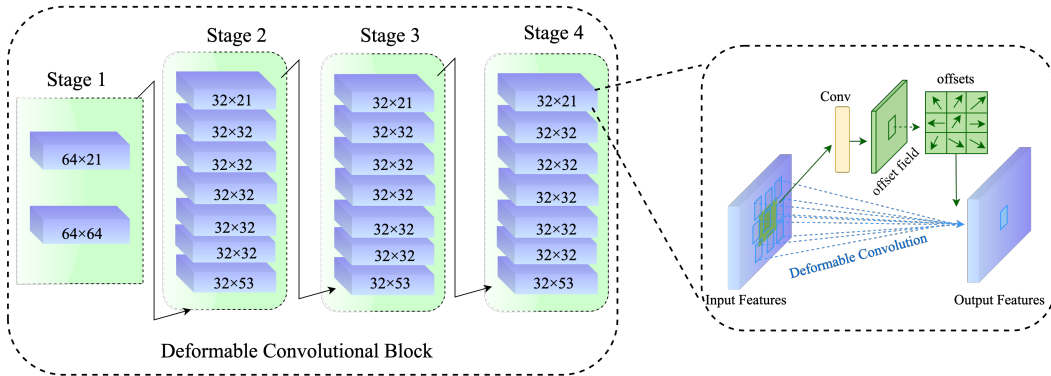 Stage 1
64×21
64×64
Stage 2
32×21
32×32
32×32
32×32
32×32
32×32
32×53
Stage 3
32×21
32×32
32×32
32×32
32×32
32×32
32×53
Stage 4
32×21
32×32
32×32
32×32
32×32
32×32
32×53
Deformable Convolutional Block
Conv
offsets
offset field
Deformable Convolution
Input Features
Output Features